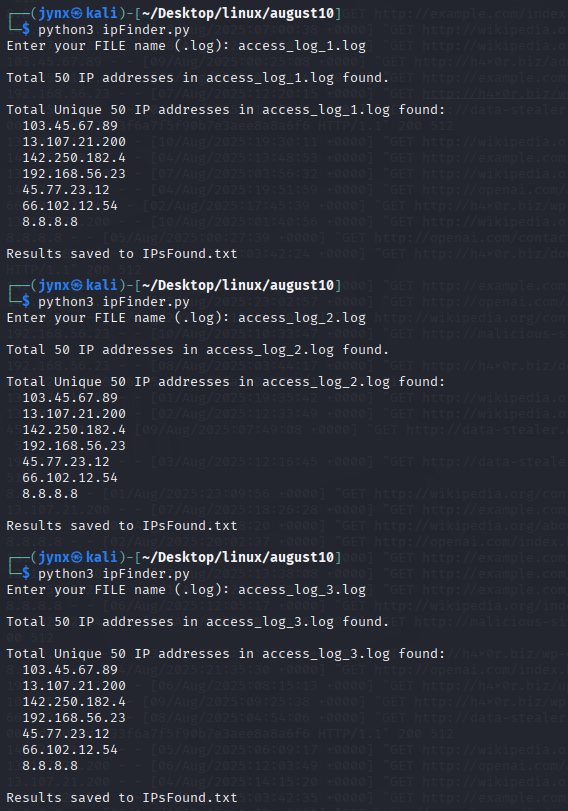 ┌──(jynx㉿kali)-[~/Desktop/linux/august10]
└─$ python3 ipFinder.py
Enter your FILE name (.log): access_log_1.log
Total 50 IP addresses in access_log_1.log found.
Total Unique 50 IP addresses in access_log_1.log found:
103.45.67.89
13.107.21.200
142.250.182.4
192.168.56.23
45.77.23.12
66.102.12.54
8.8.8.8
Results saved to IPsFound.txt
┌──(jynx㉿kali)-[~/Desktop/linux/august10]
└─$ python3 ipFinder.py
Enter your FILE name (.log): access_log_2.log
Total 50 IP addresses in access_log_2.log found.
Total Unique 50 IP addresses in access_log_2.log found:
103.45.67.89
13.107.21.200
142.250.182.4
192.168.56.23
45.77.23.12
66.102.12.54
8.8.8.8
Results saved to IPsFound.txt
┌──(jynx㉿kali)-[~/Desktop/linux/august10]
└─$ python3 ipFinder.py
Enter your FILE name (.log): access_log_3.log
Total 50 IP addresses in access_log_3.log found.
Total Unique 50 IP addresses in access_log_3.log found:
103.45.67.89
13.107.21.200
142.250.182.4
192.168.56.23
45.77.23.12
66.102.12.54
8.8.8.8
Results saved to IPsFound.txt